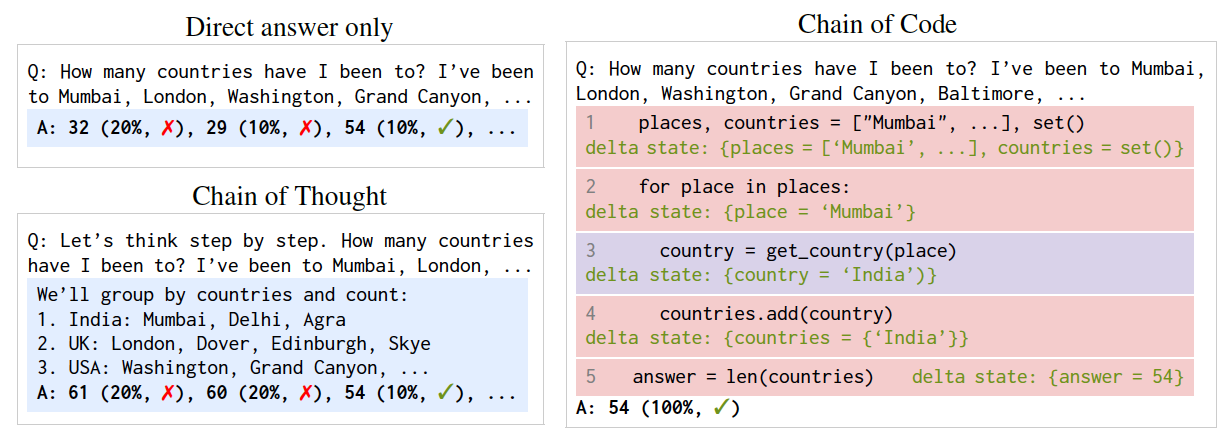 Direct answer only
Q: How many countries have I been to? I've been
to Mumbai, London, Washington, Grand Canyon, ...
A: 32 (20%, ✗), 29 (10%, ✗), 54 (10%, ✓), ...
Chain of Thought
Q: Let's think step by step. How many countries
have I been to? I've been to Mumbai, London, ...
We'll group by countries and count:
1. India: Mumbai, Delhi, Agra
2. UK: London, Dover, Edinburgh, Skye
3. USA: Washington, Grand Canyon, ...
A: 61 (20%, ✗), 60 (20%, ✗), 54 (10%, ✓), ...
Chain of Code
Q: How many countries have I been to? I've been to Mumbai,
London, Washington, Grand Canyon, Baltimore, ...
1 places, countries = ["Mumbai", ...], set()
delta state: {places = ['Mumbai', ...], countries = set()}
2 for place in places:
delta state: {place = 'Mumbai'}
3 country = get_country(place)
delta state: {country = 'India')}
4 countries.add(country)
delta state: {countries = {'India'}}
5 answer = len(countries) delta state: {answer = 54}
A: 54 (100%, ✓)